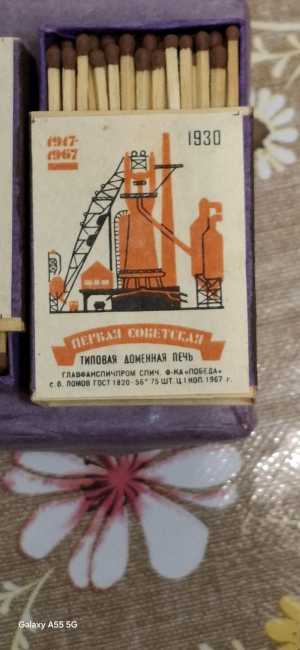 1917-
1967
1930
ПЕРВАЯ СОВЕТСКАЯ
ТИПОВАЯ ДОМЕННАЯ ПЕЧЬ
ГЛАВФАНСПИЧПРОМ СПИЧ. Ф-КА «ПОБЕДА»
с. В. ЛОМОВ ГОСТ 1820-56* 75 ШТ. Ц.1 КОП. 1967 г.
Galaxy A55 5G